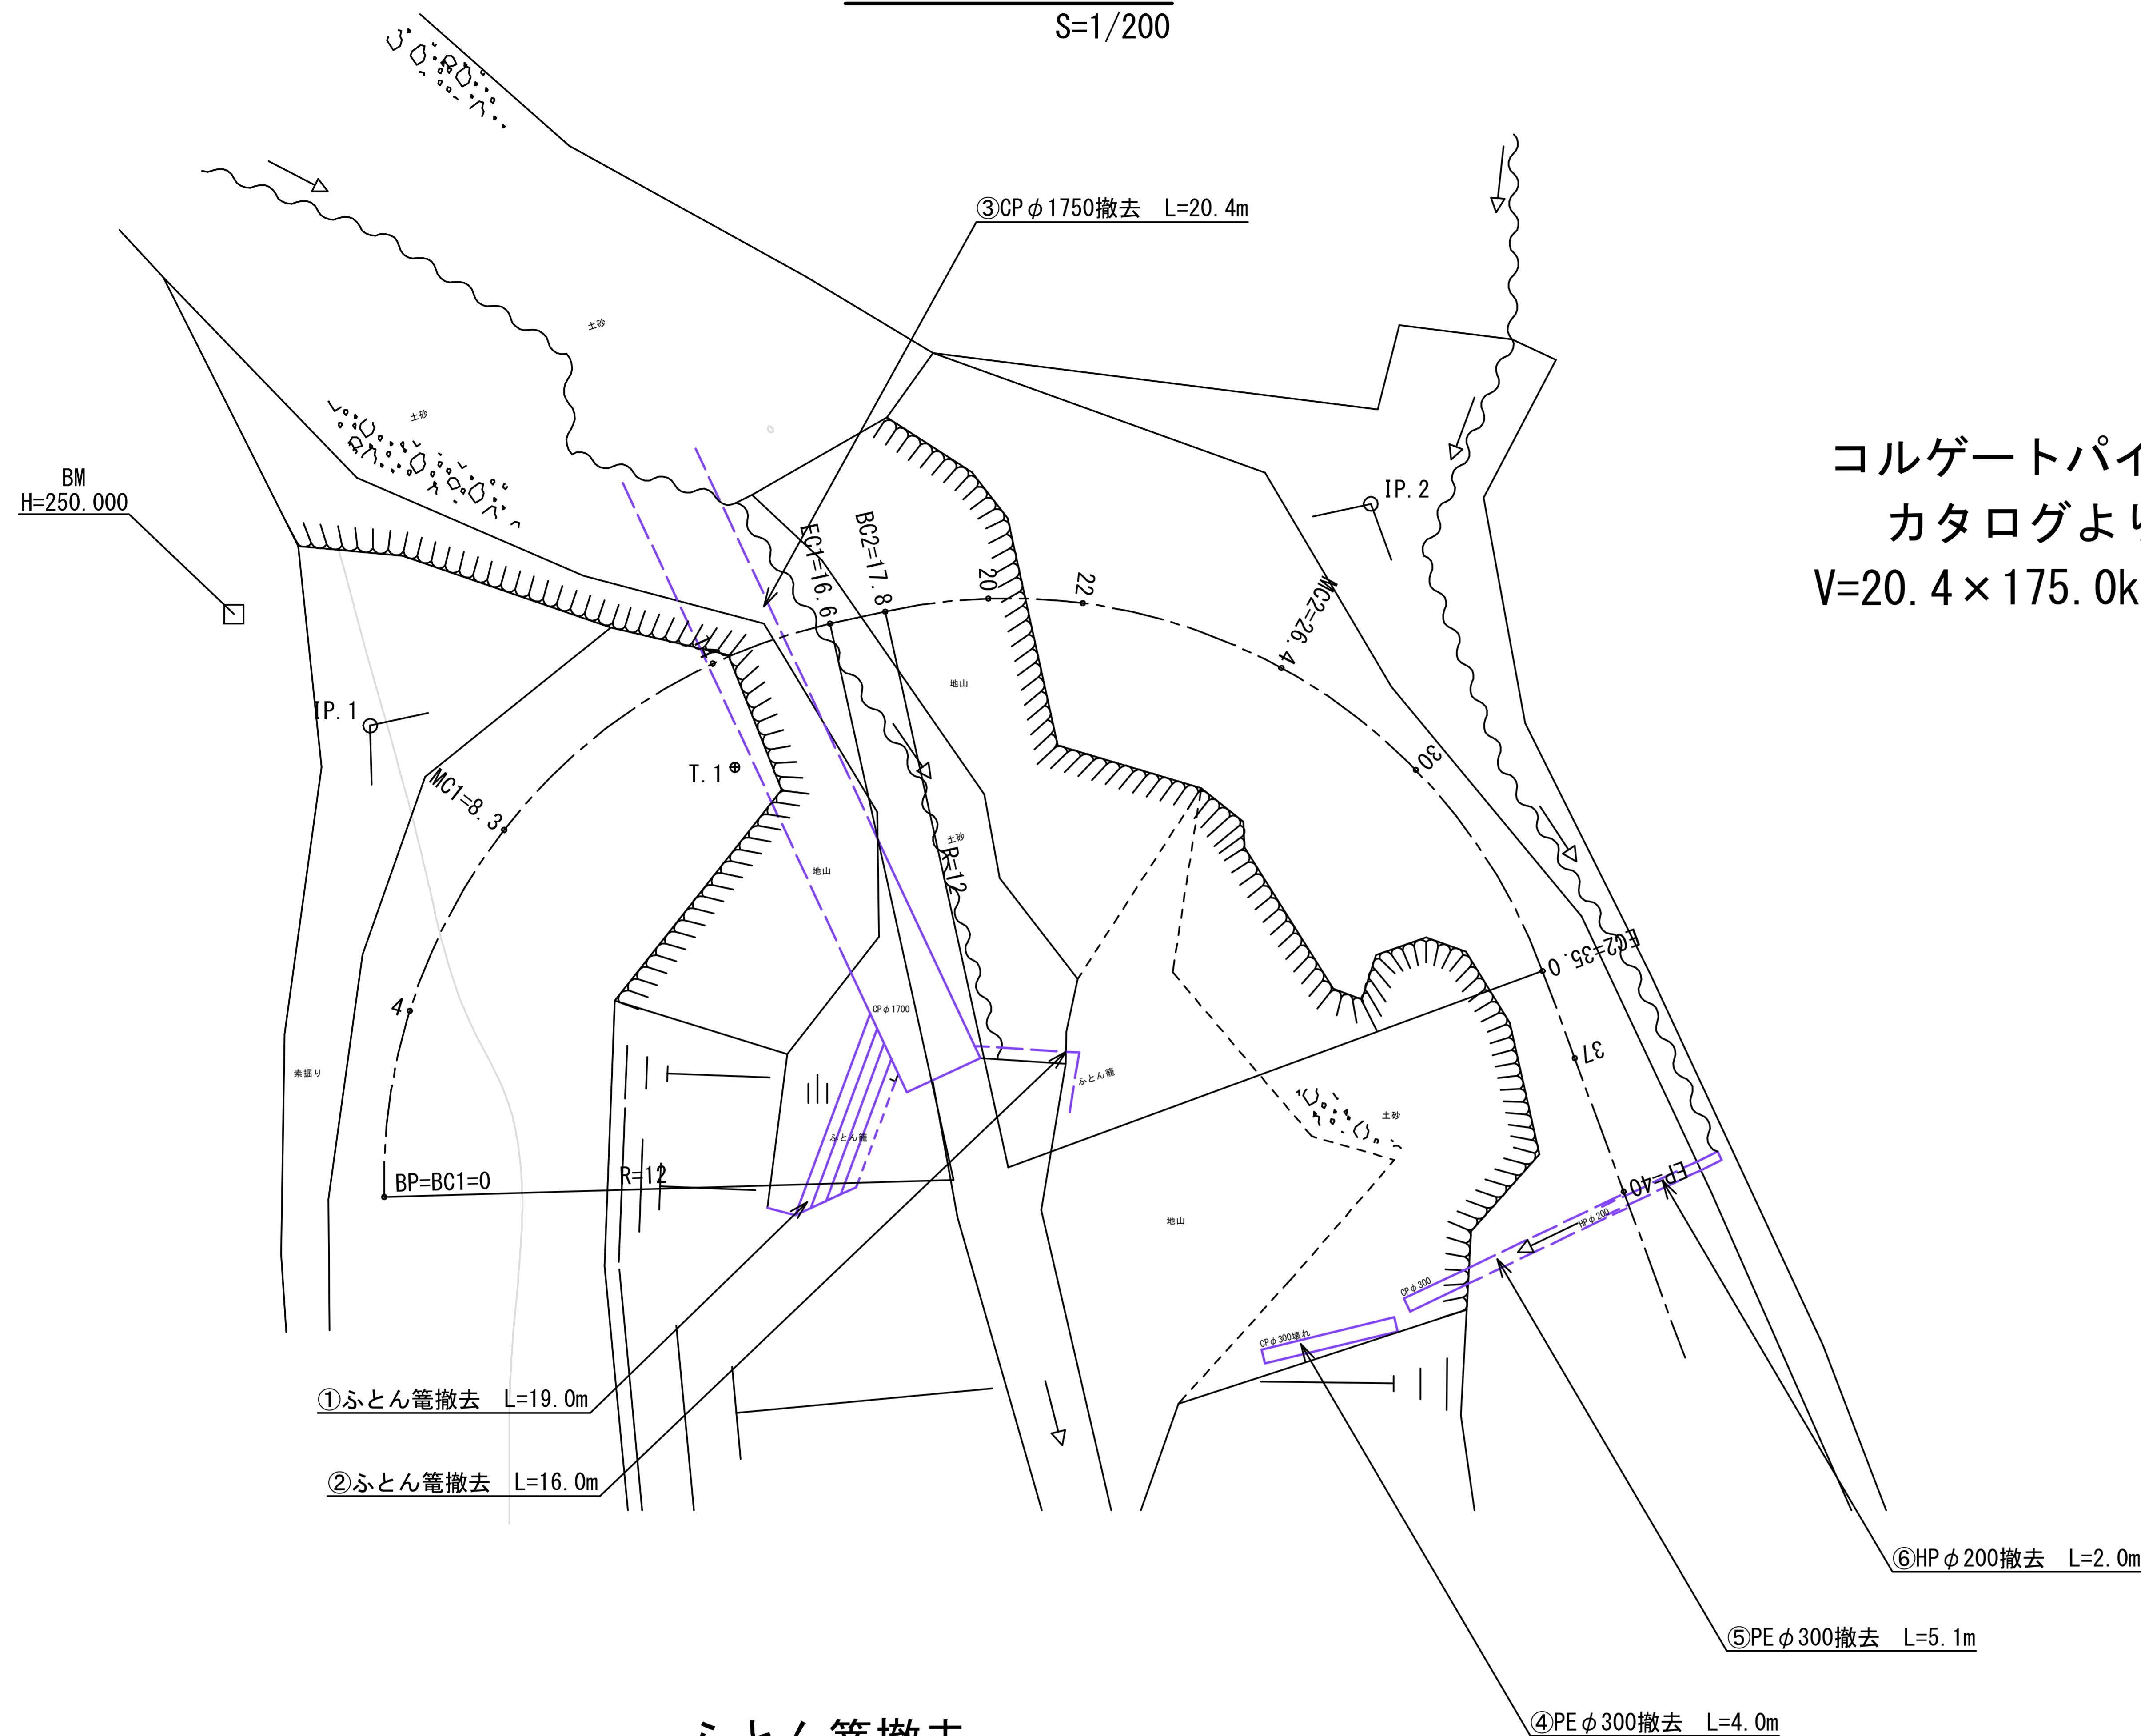 S=1/200
③CPφ1750撤去　L=20.4m
土砂
土砂
BM
H=250.000
コルゲートパイ
カタログより
V=20.4×175.0k
IP.2
EC1=16.6
BC2=17.8
20
22
MC2=26.4
地山
IP.1
T.1
30
MC1=8.3
土砂
R=12
地山
EC2=35.0
4
CPφ1700
37
素掘り
ふとん籠
土砂
ふとん籠
BP=BC1=0
R=12
EP=40
HPφ200
地山
CPφ300
CPφ300壊れ
①ふとん篭撤去　L=19.0m
②ふとん篭撤去　L=16.0m
⑥HPφ200撤去　L=2.0m
⑤PEφ300撤去　L=5.1m
④PEφ300撤去　L=4.0m
ふとん篭撤去